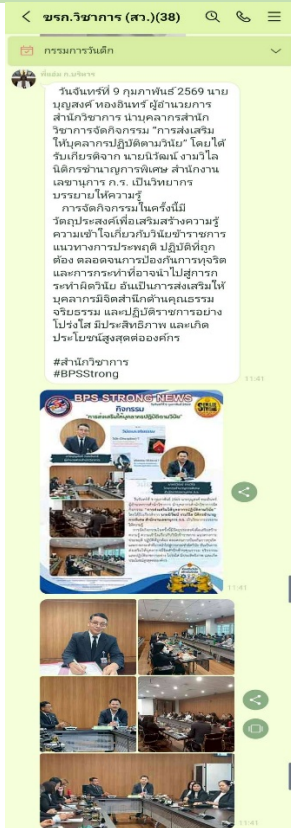 ขรก.วิชาการ (สว.)(38)
กรรมการวันดึก
วันจันทร์ที่ 9 กุมภาพันธ์ 2569 นาย
บุญสงค์ ทองอินทร์ ผู้อำนวยการ
สำนักวิชาการ นำบุคลากรสำนัก
วิชาการจัดกิจกรรม "การส่งเสริม
ให้บุคลากรปฏิบัติตามวินัย" โดยได้
รับเกียรติจาก นายนิวัฒน์ งามวิไล
นิติกรชำนาญการพิเศษ สำนักงาน
เลขานุการ ก.ร. เป็นวิทยากร
บรรยายให้ความรู้
การจัดกิจกรรมในครั้งนี้มี
วัตถุประสงค์เพื่อเสริมสร้างความรู้
ความเข้าใจเกี่ยวกับวินัยข้าราชการ
แนวทางการประพฤติ ปฏิบัติที่ถูก
ต้อง ตลอดจนการป้องกันการทุจริต
และการกระทำที่อาจนำไปสู่การก
ระทำผิดวินัย อันเป็นการส่งเสริมให้
บุคลากรมีจิตสำนึกด้านคุณธรรม
จริยธรรม และปฏิบัติราชการอย่าง
โปร่งใส มีประสิทธิภาพ และเกิด
ประโยชน์สูงสุดต่อองค์กร
#สำนักวิชาการ
#BPSStrong
11:41
BPS STRONG NEWS
กิจกรรม
"การส่งเสริมให้บุคลากรปฏิบัติตามวินัย"
11:41
11:41